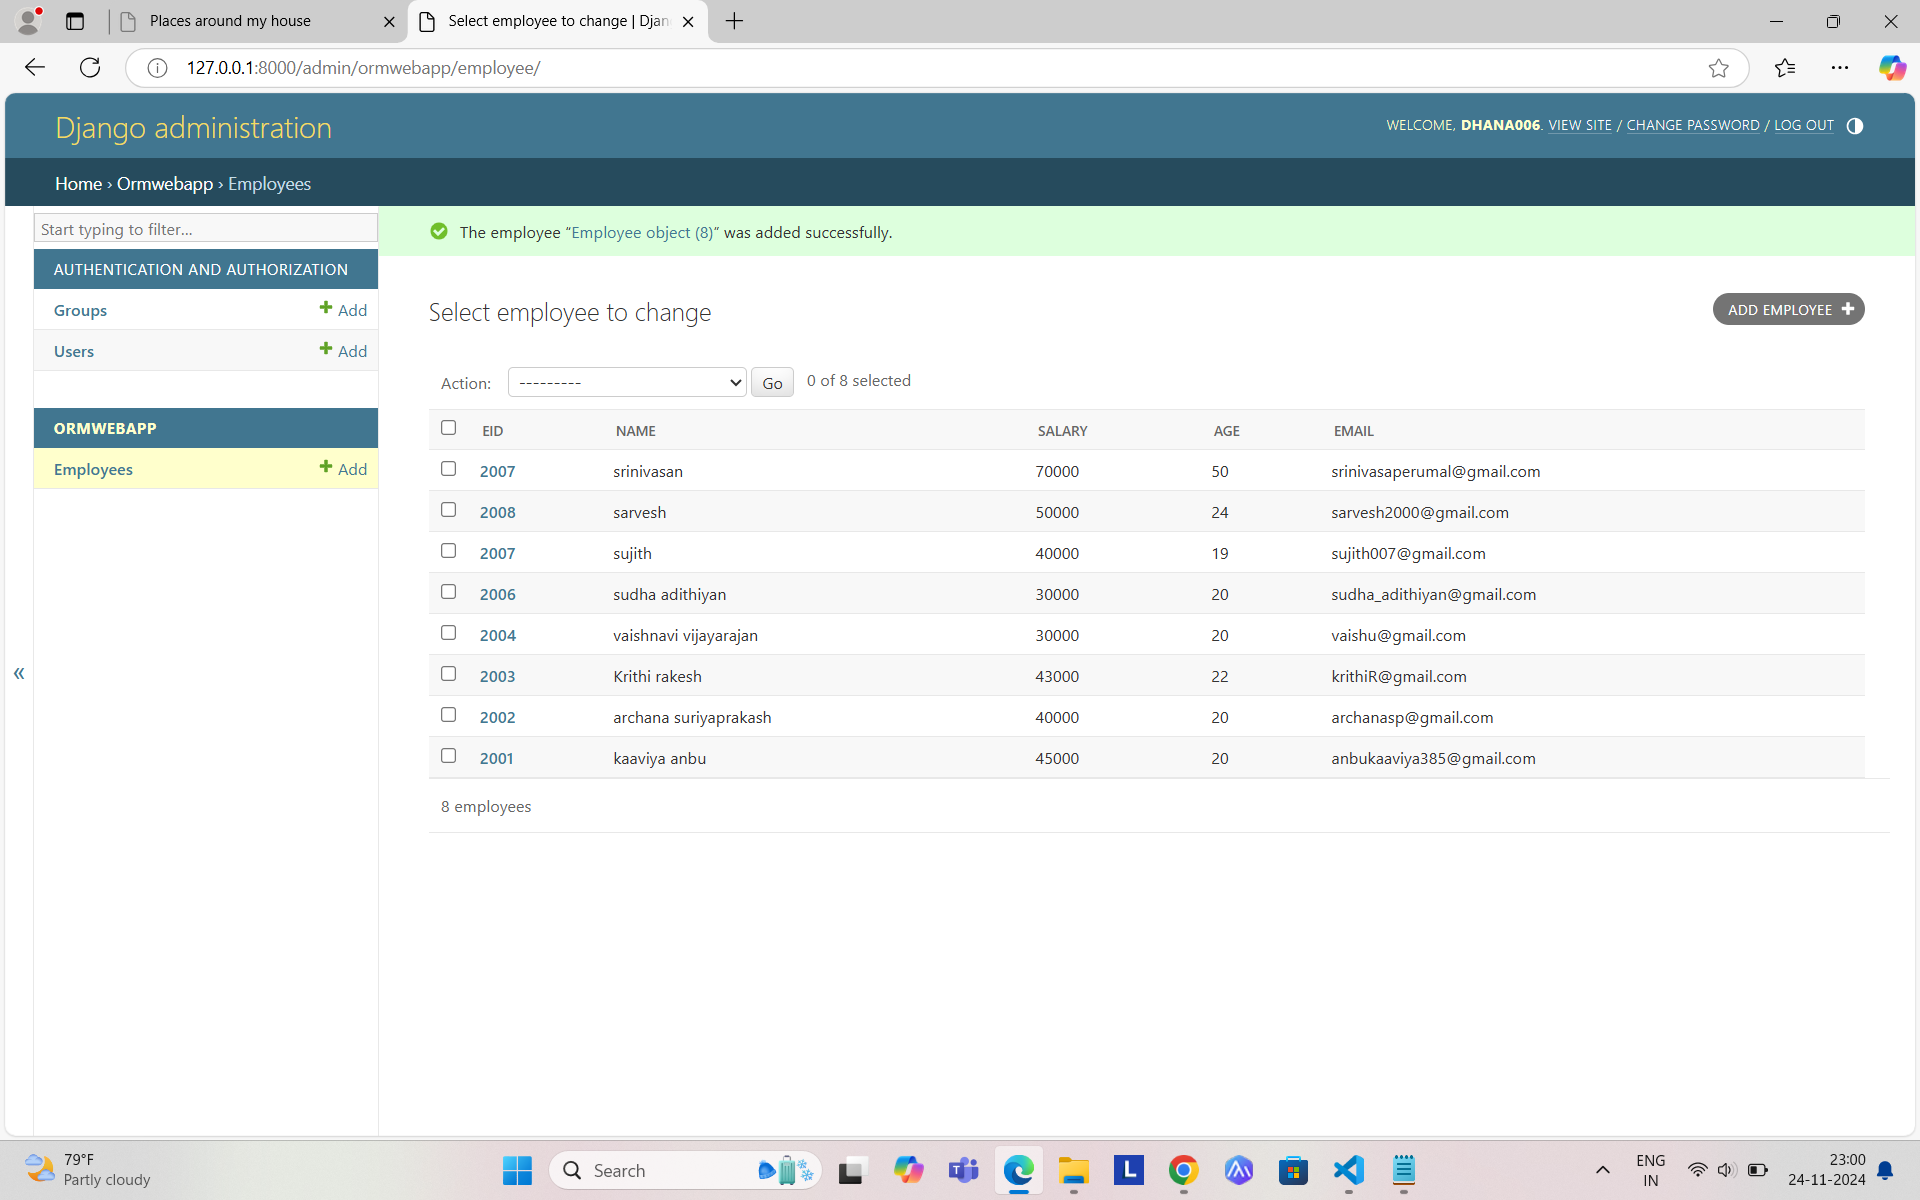 Places around my house
Select employee to change | Djan
127.0.0.1:8000/admin/ormwebapp/employee/
Django administration
WELCOME, DHANA006. VIEW SITE / CHANGE PASSWORD / LOG OUT
Home › Ormwebapp › Employees
Start typing to filter...
The employee “Employee object (8)” was added successfully.
AUTHENTICATION AND AUTHORIZATION
Groups Add
Users Add
ORMWEBAPP
Employees Add
«
Select employee to change
ADD EMPLOYEE
Action: --------- Go 0 of 8 selected
EID NAME SALARY AGE EMAIL
2007 srinivasan 70000 50 srinivasaperumal@gmail.com
2008 sarvesh 50000 24 sarvesh2000@gmail.com
2007 sujith 40000 19 sujith007@gmail.com
2006 sudha adithiyan 30000 20 sudha_adithiyan@gmail.com
2004 vaishnavi vijayarajan 30000 20 vaishu@gmail.com
2003 Krithi rakesh 43000 22 krithiR@gmail.com
2002 archana suriyaprakash 40000 20 archanasp@gmail.com
2001 kaaviya anbu 45000 20 anbukaaviya385@gmail.com
8 employees
79°F
Partly cloudy
Search
L
ENG
IN
23:00
24-11-2024